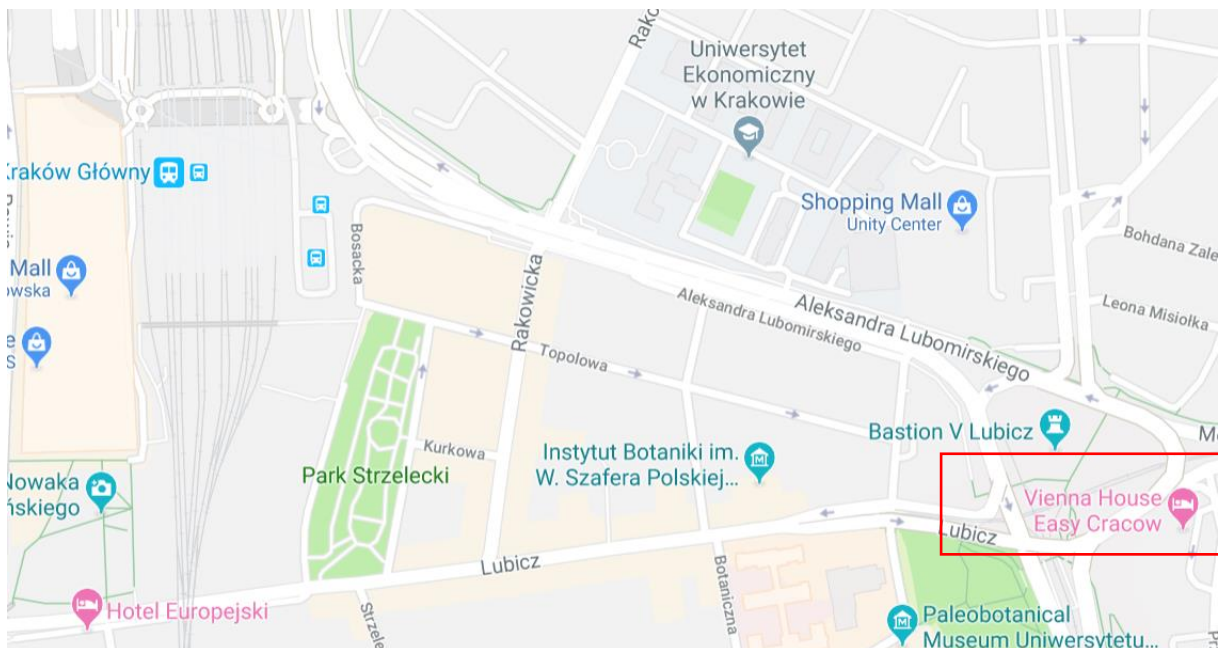 Rako
Uniwersytet
Ekonomiczny
w Krakowie
Kraków Główny
Shopping Mall
Unity Center
Bosacka
Bohdana Zale
Mall
owska
Rakowicka
Aleksandra Lubomirskiego
Aleksandra Lubomirskiego
Leona Misiołka
e
S
Topolowa
Bastion V Lubicz
Kurkowa
Instytut Botaniki im.
W. Szafera Polskiej...
Park Strzelecki
Nowaka
ńskiego
Vienna House
Easy Cracow
Lubicz
Lubicz
Botaniczna
Hotel Europejski
Strzele
Paleobotanical
Museum Uniwersytetu...